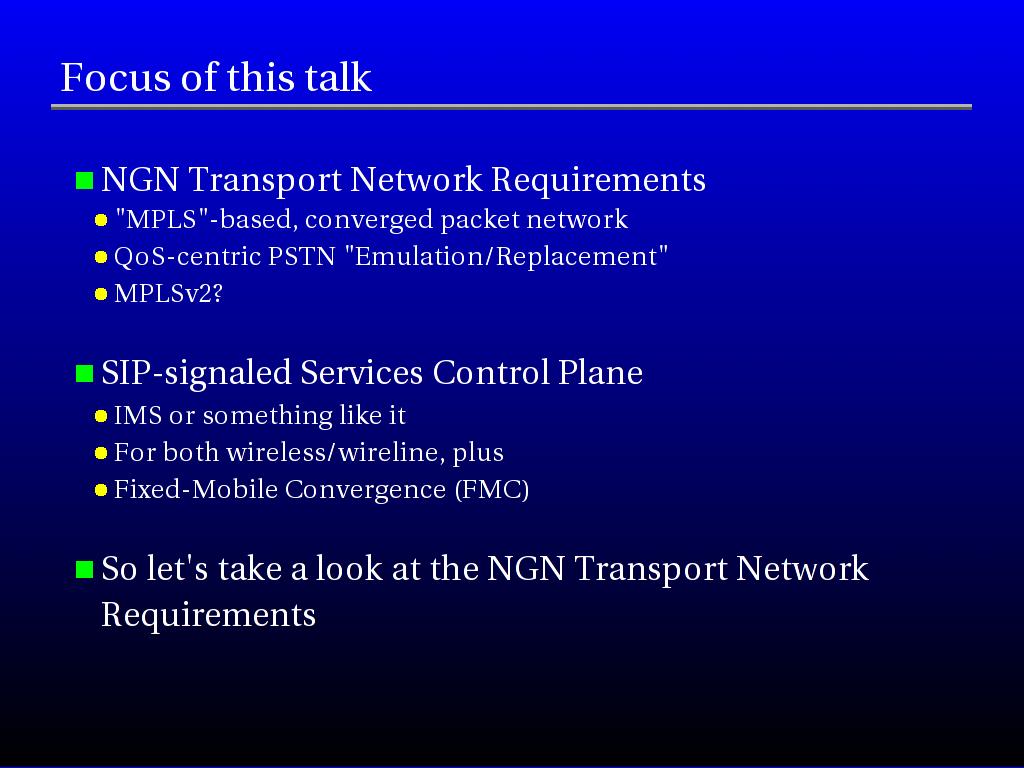 Focus of this talk
NGN Transport Network Requirements
"MPLS"-based, converged packet network
QoS-centric PSTN "Emulation/Replacement"
MPLSv2?
SIP-signaled Services Control Plane
IMS or something like it
For both wireless/wireline, plus
Fixed-Mobile Convergence (FMC)
So let's take a look at the NGN Transport Network
Requirements